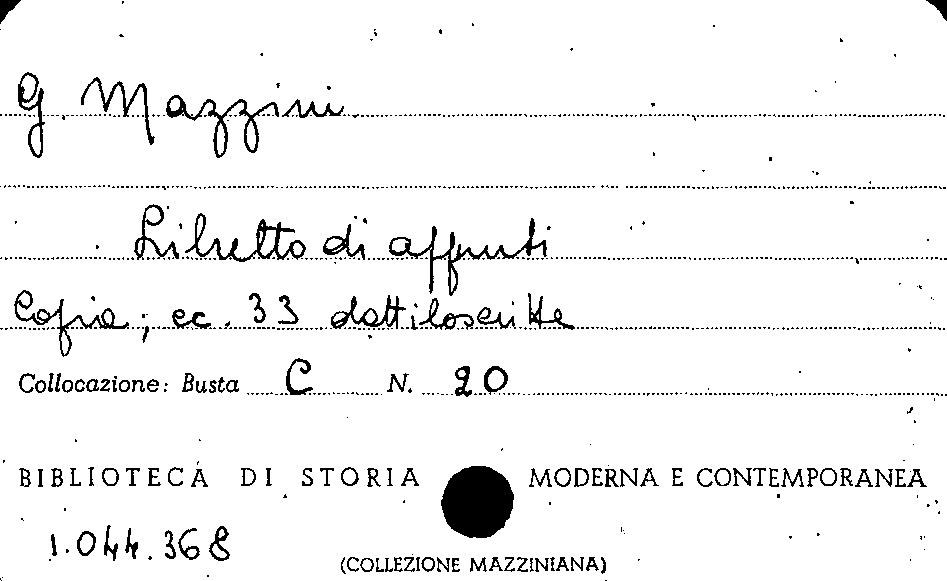 G. Mazzini
Libretto di appunti
Copia; cc. 33 dattiloscritte
Collocazione: Busta C N. 20
BIBLIOTECA DI STORIA MODERNA E CONTEMPORANEA
1.044.368
(COLLEZIONE MAZZINIANA)